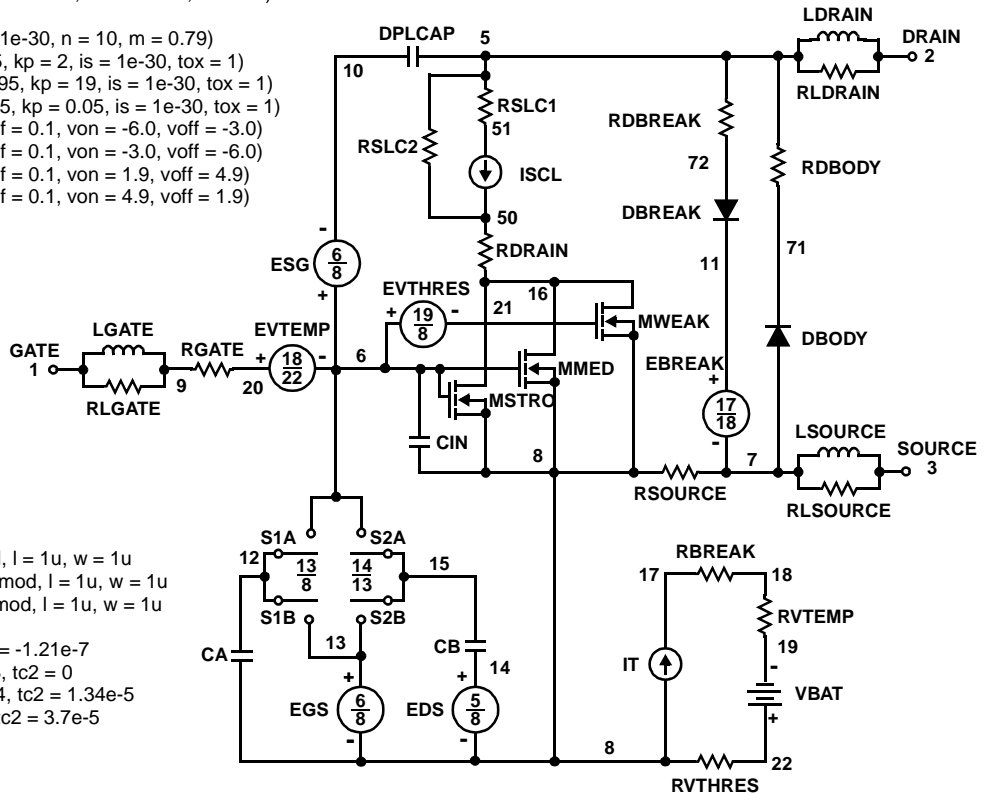 1e-30, n = 10, m = 0.79)
, kp = 2, is = 1e-30, tox = 1)
95, kp = 19, is = 1e-30, tox = 1)
5, kp = 0.05, is = 1e-30, tox = 1)
f = 0.1, von = -6.0, voff = -3.0)
f = 0.1, von = -3.0, voff = -6.0)
f = 0.1, von = 1.9, voff = 4.9)
f = 0.1, von = 4.9, voff = 1.9)
LDRAIN
DPLCAP 5 DRAIN
10 2
RLDRAIN
RSLC1
51
RSLC2
RDBREAK
72
RDBODY
ISCL
DBREAK
50
RDRAIN
71
ESG 6 8
- +
11
EVTHRES
+ 19 8 -
21 16
MWEAK
LGATE EVTEMP
GATE RGATE
1 9 20 + 18 22 - 6
RLGATE
MMED
DBODY
EBREAK
+ 17 18 -
MSTRO
CIN
8
LSOURCE
7 SOURCE
3
RSOURCE
RLSOURCE
S1A S2A
12 13 8 14 13 15
S1B S2B
13
CA CB
14
+ +
EGS 6 8 EDS 5 8
- -
8
RBREAK
17 18
RVTEMP
19
IT
-
VBAT
+
22
RVTHRES
, l = 1u, w = 1u
mod, l = 1u, w = 1u
mod, l = 1u, w = 1u
= -1.21e-7
, tc2 = 0
4, tc2 = 1.34e-5
tc2 = 3.7e-5